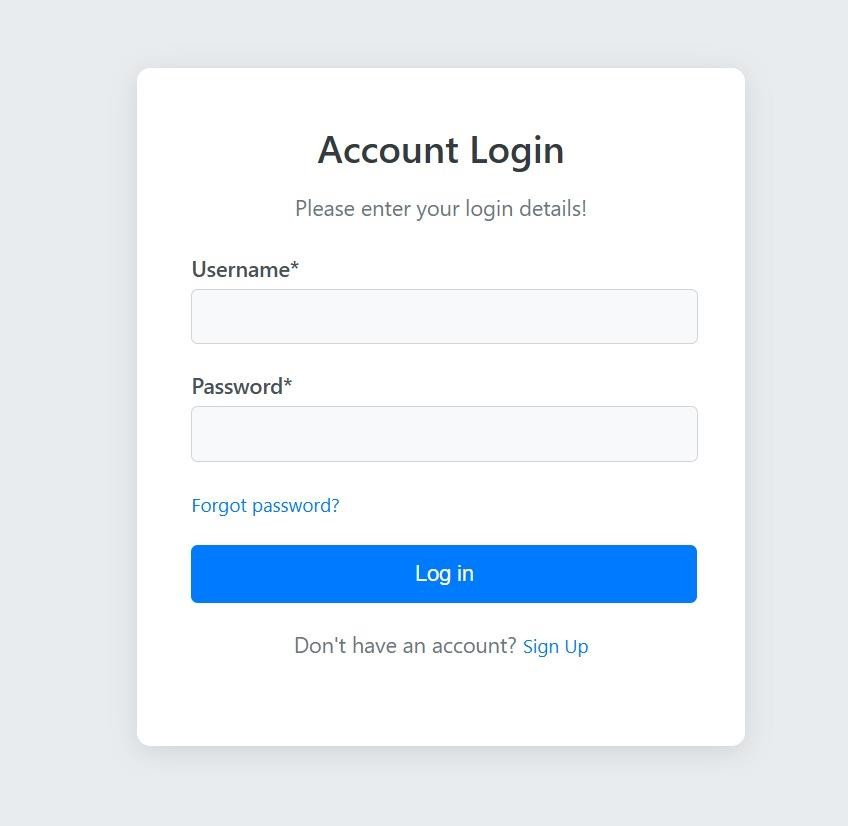 Account Login
Please enter your login details!
Username*
Password*
Forgot password?
Log in
Don't have an account? Sign Up